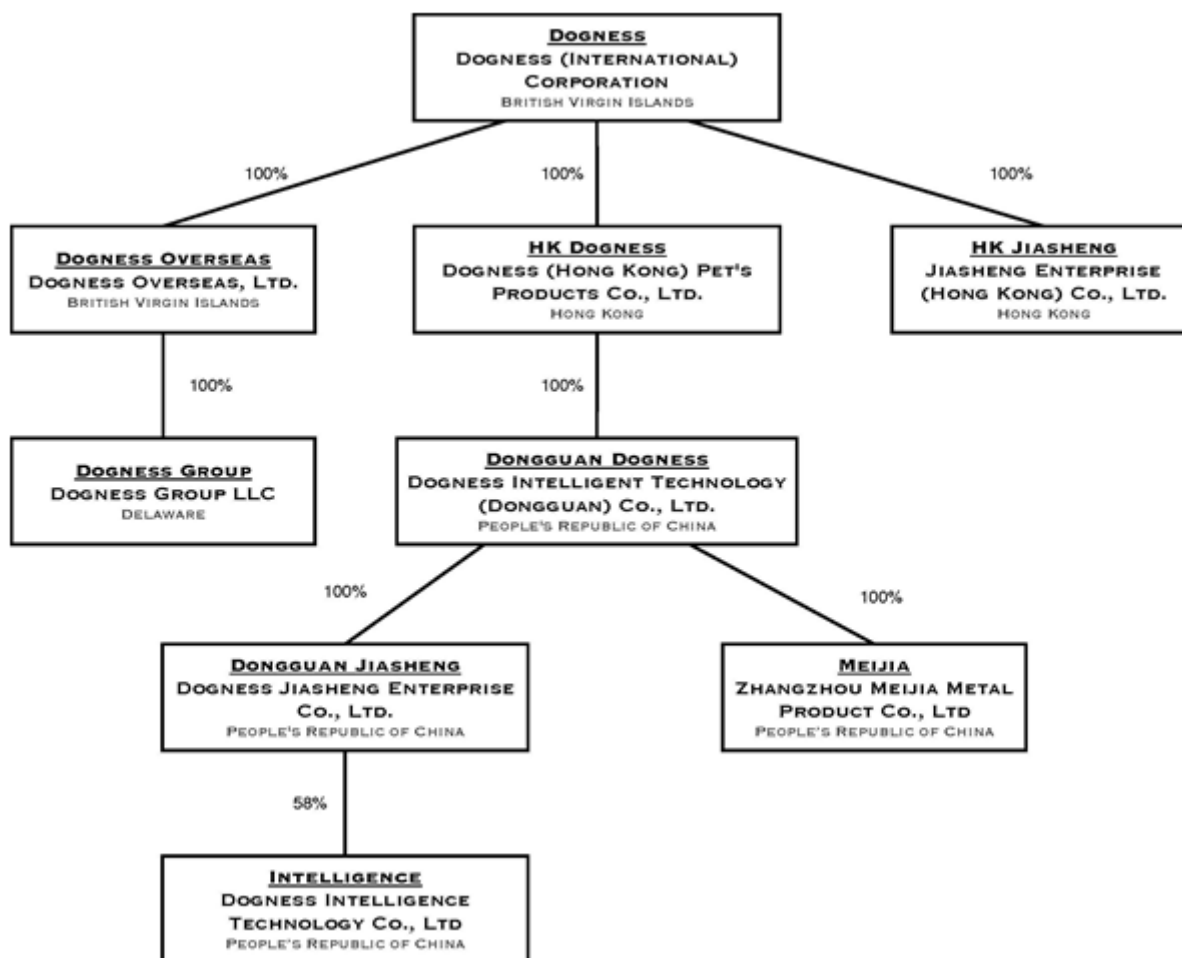 Dogness
Dogness (International)
Corporation
British Virgin Islands
100%
100%
100%
Dogness Overseas
Dogness Overseas, Ltd.
British Virgin Islands
HK Dogness
Dogness (Hong Kong) Pet's
Products Co., Ltd.
Hong Kong
HK Jiasheng
Jiasheng Enterprise
(Hong Kong) Co., Ltd.
Hong Kong
100%
100%
Dogness Group
Dogness Group LLC
Delaware
Dongguan Dogness
Dogness Intelligent Technology
(Dongguan) Co., Ltd.
People's Republic of China
100%
100%
Dongguan Jiasheng
Dogness Jiasheng Enterprise
Co., Ltd.
People's Republic of China
Meijia
Zhangzhou Meijia Metal
Product Co., Ltd
People's Republic of China
58%
Intelligence
Dogness Intelligence
Technology Co., Ltd
People's Republic of China